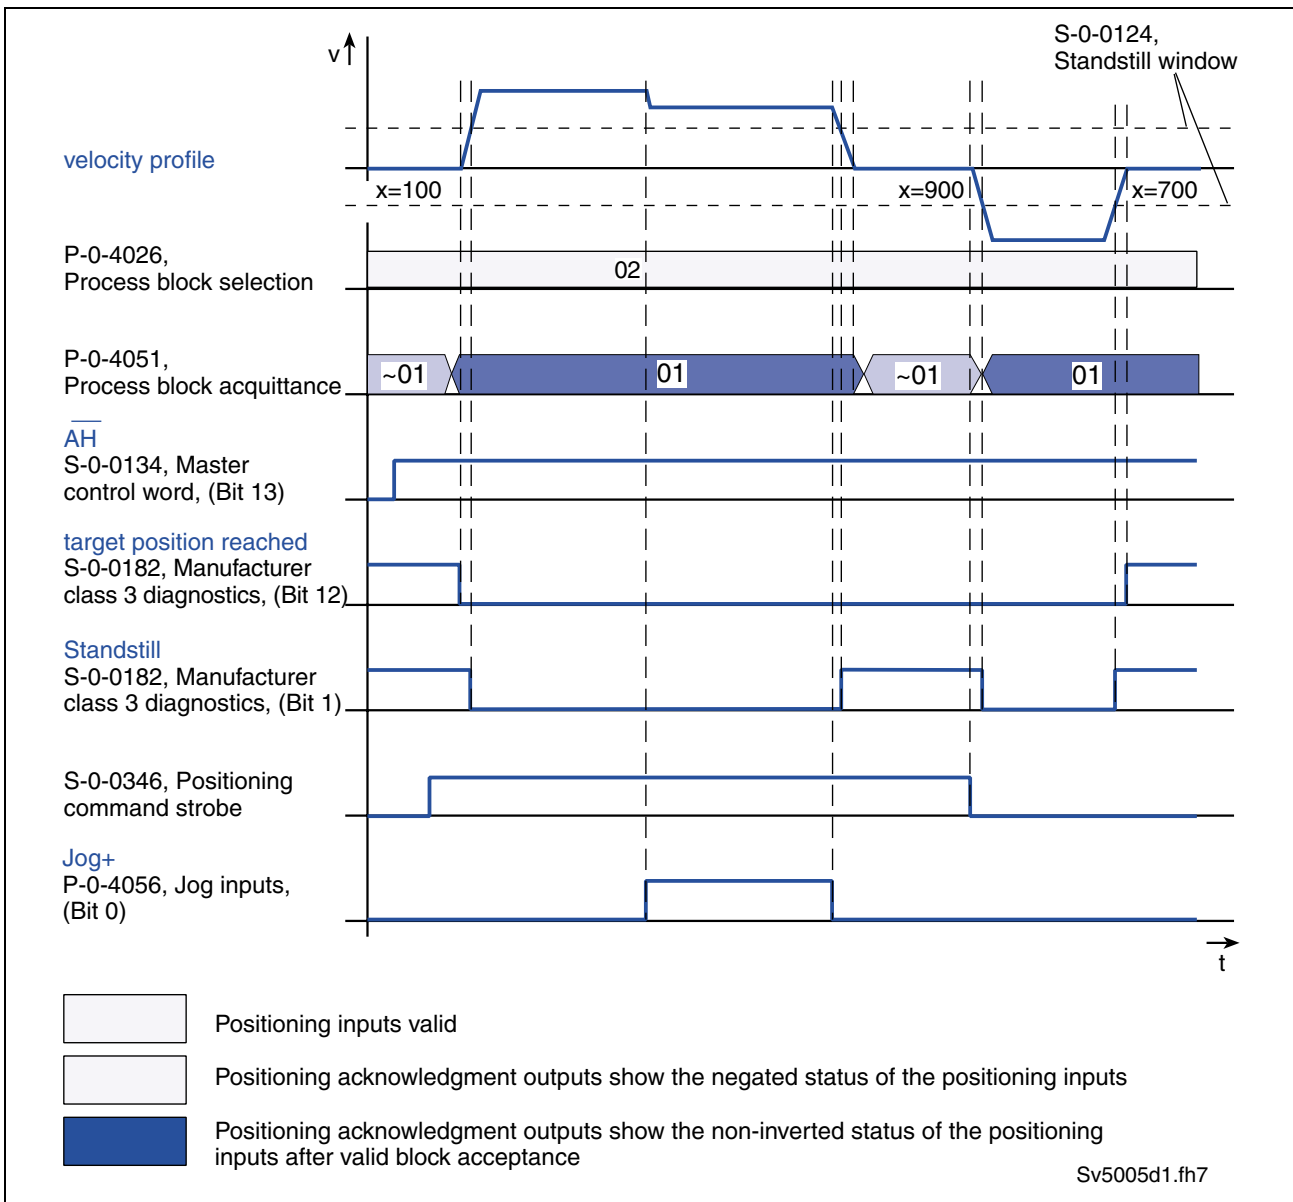 v
S-0-0124,
Standstill window
velocity profile
x=100
x=900
x=700
P-0-4026,
Process block selection
02
P-0-4051,
Process block acquittance
~01
01
~01
01
AH
S-0-0134, Master
control word, (Bit 13)
target position reached
S-0-0182, Manufacturer
class 3 diagnostics, (Bit 12)
Standstill
S-0-0182, Manufacturer
class 3 diagnostics, (Bit 1)
S-0-0346, Positioning
command strobe
Jog+
P-0-4056, Jog inputs,
(Bit 0)
t
Positioning inputs valid
Positioning acknowledgment outputs show the negated status of the positioning inputs
Positioning acknowledgment outputs show the non-inverted status of the positioning
inputs after valid block acceptance
Sv5005d1.fh7